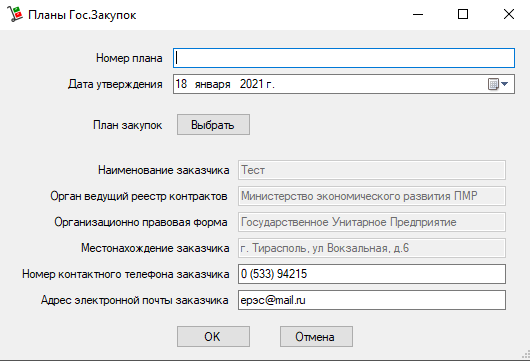 Планы Гос.Закупок
Номер плана
Дата утверждения 18 января 2021 г.
План закупок Выбрать
Наименование заказчика Тест
Орган ведущий реестр контрактов Министерство экономического развития ПМР
Организационно правовая форма Государственное Унитарное Предприятие
Местонахождение заказчика г. Тирасполь, ул Вокзальная, д.6
Номер контактного телефона заказчика 0 (533) 94215
Адрес электронной почты заказчика ерэс@mail.ru
OK Отмена